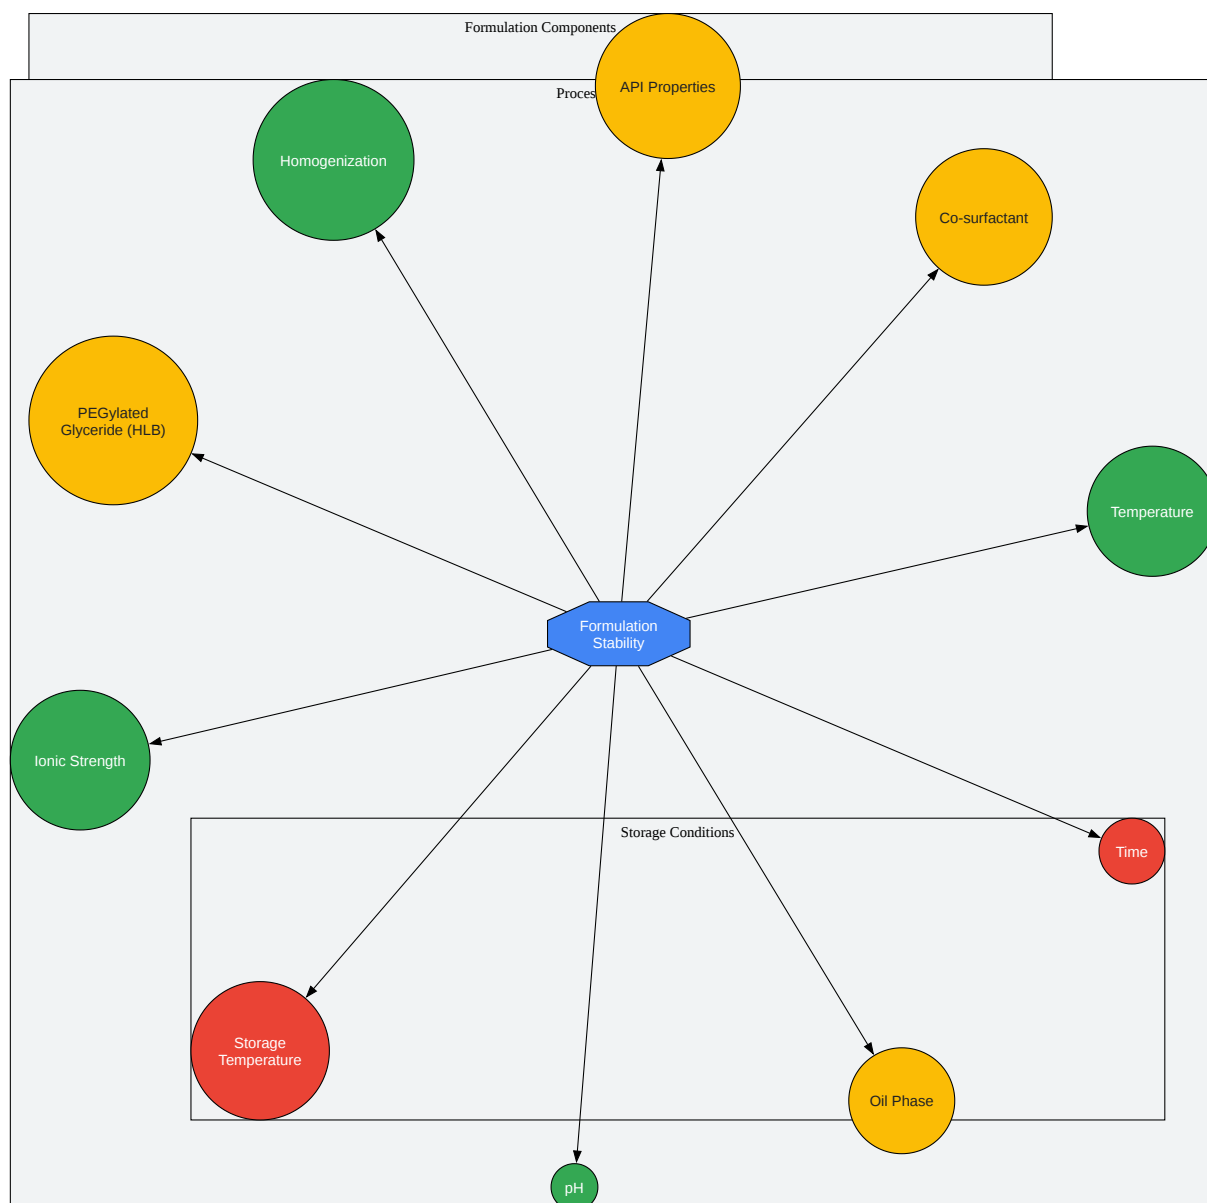 Formulation Components
API Properties
Proces
Homogenization
Co-surfactant
PEGylated
Glyceride (HLB)
Temperature
Formulation
Stability
Ionic Strength
Storage Conditions
Time
Storage
Temperature
Oil Phase
pH